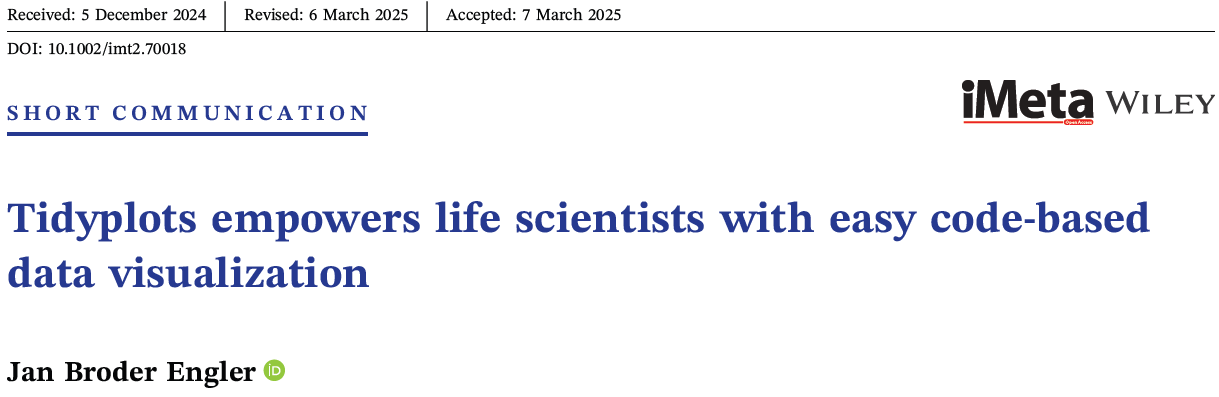 Received: 5 December 2024 | Revised: 6 March 2025 | Accepted: 7 March 2025
DOI: 10.1002/imt2.70018
SHORT COMMUNICATION
iMeta WILEY
Open Access
Tidyplots empowers life scientists with easy code-based
data visualization
Jan Broder Engler iD